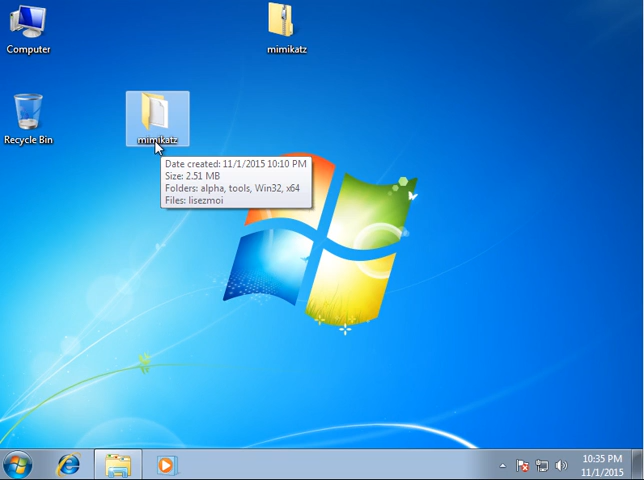 Computer
mimikatz
Recycle Bin
mimikatz
Date created: 11/1/2015 10:10 PM
Size: 2.51 MB
Folders: alpha, tools, Win32, x64
Files: lisezmoi
10:35 PM
11/1/2015